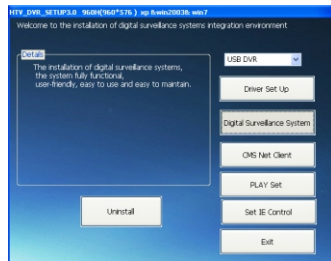 HTV_DVR_SETUP3.0 960H(960*576) xp &win2003& win7
Welcome to the installation of digital surveillance systems integration environment
Details
The installation of digital surveillance systems,
the system fully functional,
user-friendly, easy to use and easy to maintain.
USB DVR
Driver Set Up
Digital Surveillance System
CMS Net Client
PLAY Set
Uninstall
Set IE Control
Exit